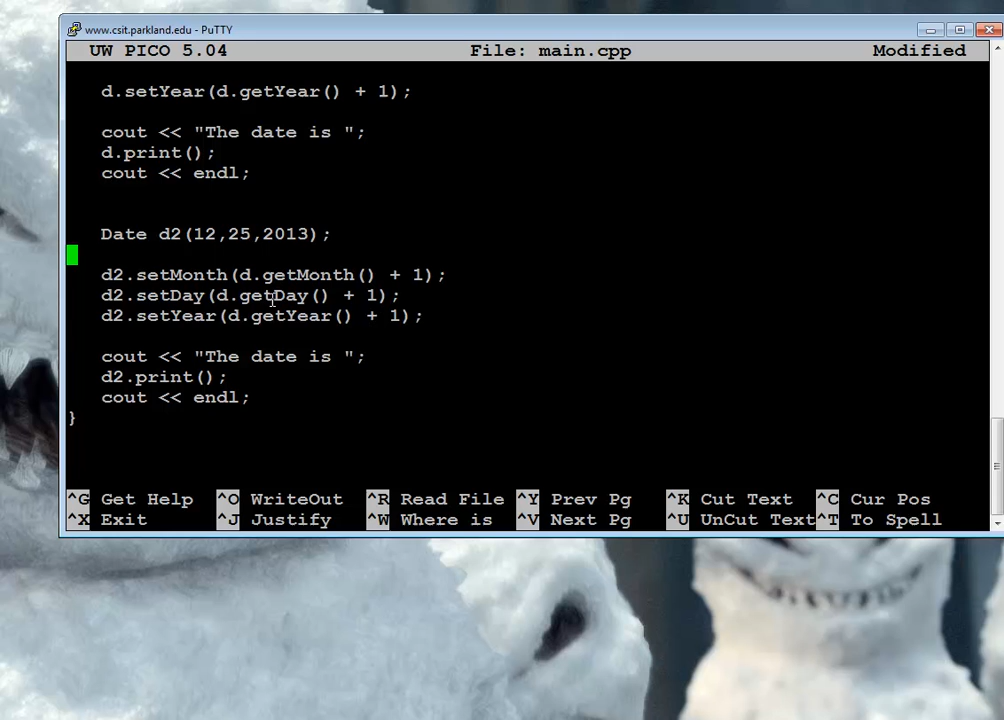 www.csit.parkland.edu - PuTTY
UW PICO 5.04 File: main.cpp Modified
d.setYear(d.getYear() + 1);
cout << "The date is ";
d.print();
cout << endl;
Date d2(12,25,2013);
d2.setMonth(d.getMonth() + 1);
d2.setDay(d.getDay() + 1);
d2.setYear(d.getYear() + 1);
cout << "The date is ";
d2.print();
cout << endl;
}
^G Get Help ^O WriteOut ^R Read File ^Y Prev Pg ^K Cut Text ^C Cur Pos
^X Exit ^J Justify ^W Where is ^V Next Pg ^U UnCut Text^T To Spell